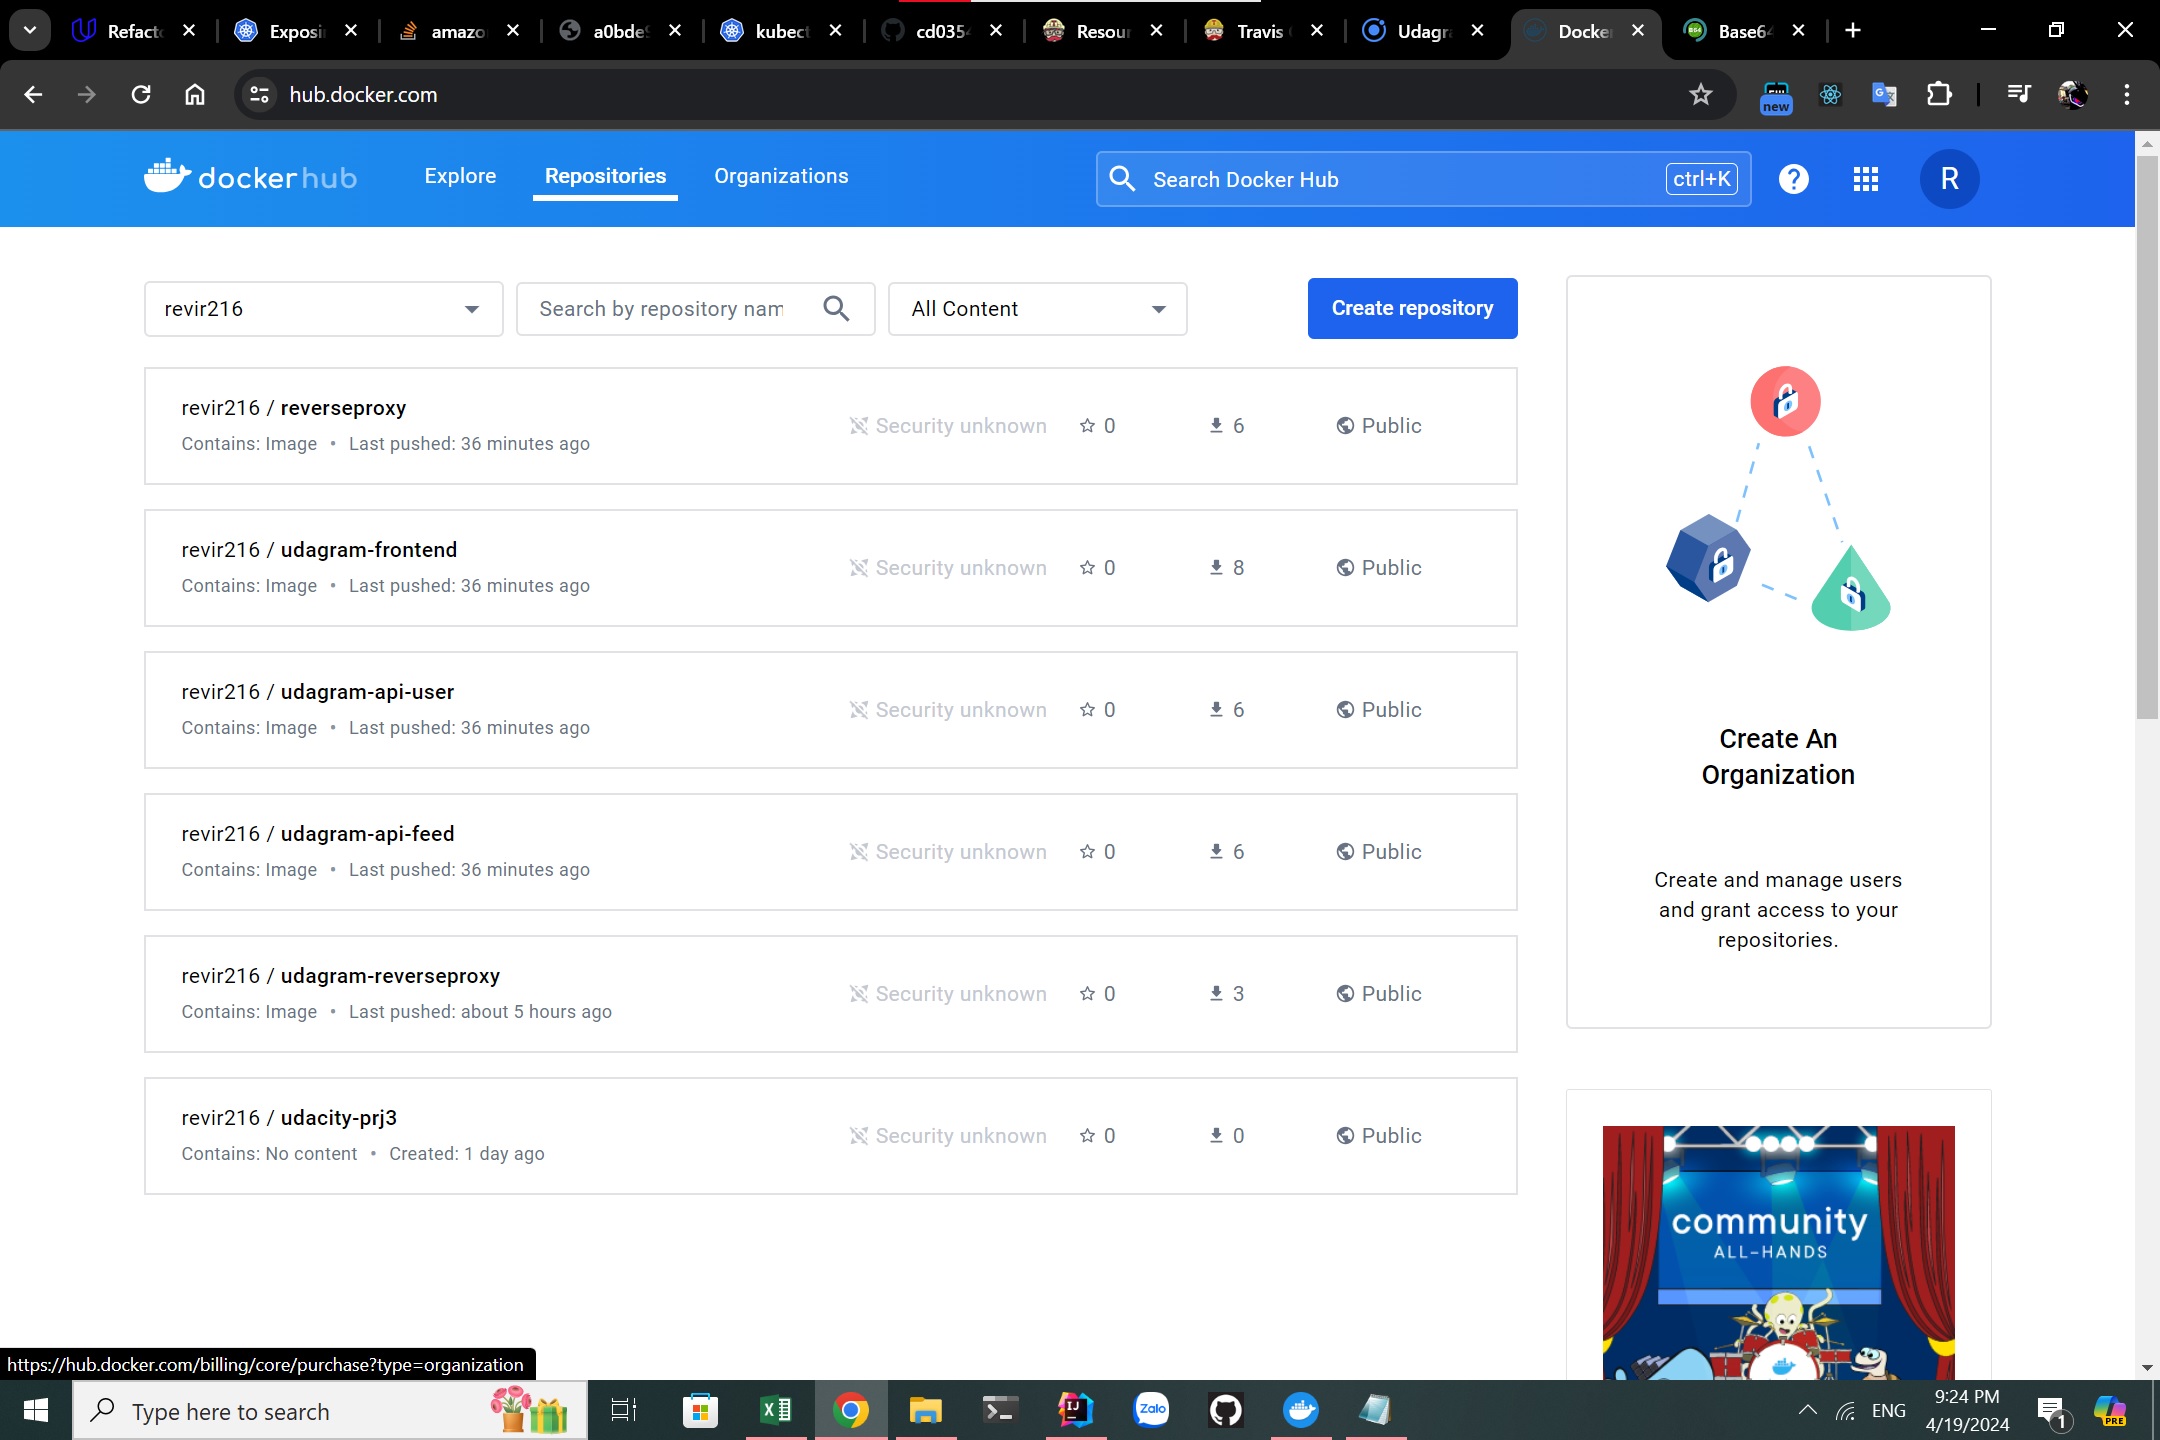 Refacto
Exposi
amazo
a0bde9
kubect
cd0354
Resour
Travis
Udagra
Docker
Base64
hub.docker.com
new
docker hub
Explore
Repositories
Organizations
Search Docker Hub
ctrl+K
?
R
revir216
Search by repository nam
All Content
Create repository
revir216 / reverseproxy
Contains: Image • Last pushed: 36 minutes ago
Security unknown
0
6
Public
revir216 / udagram-frontend
Contains: Image • Last pushed: 36 minutes ago
Security unknown
0
8
Public
revir216 / udagram-api-user
Contains: Image • Last pushed: 36 minutes ago
Security unknown
0
6
Public
revir216 / udagram-api-feed
Contains: Image • Last pushed: 36 minutes ago
Security unknown
0
6
Public
revir216 / udagram-reverseproxy
Contains: Image • Last pushed: about 5 hours ago
Security unknown
0
3
Public
revir216 / udacity-prj3
Contains: No content • Created: 1 day ago
Security unknown
0
0
Public
Create An
Organization
Create and manage users
and grant access to your
repositories.
community
ALL-HANDS
https://hub.docker.com/billing/core/purchase?type=organization
Type here to search
Zalo
ENG
9:24 PM
4/19/2024
1
PRE